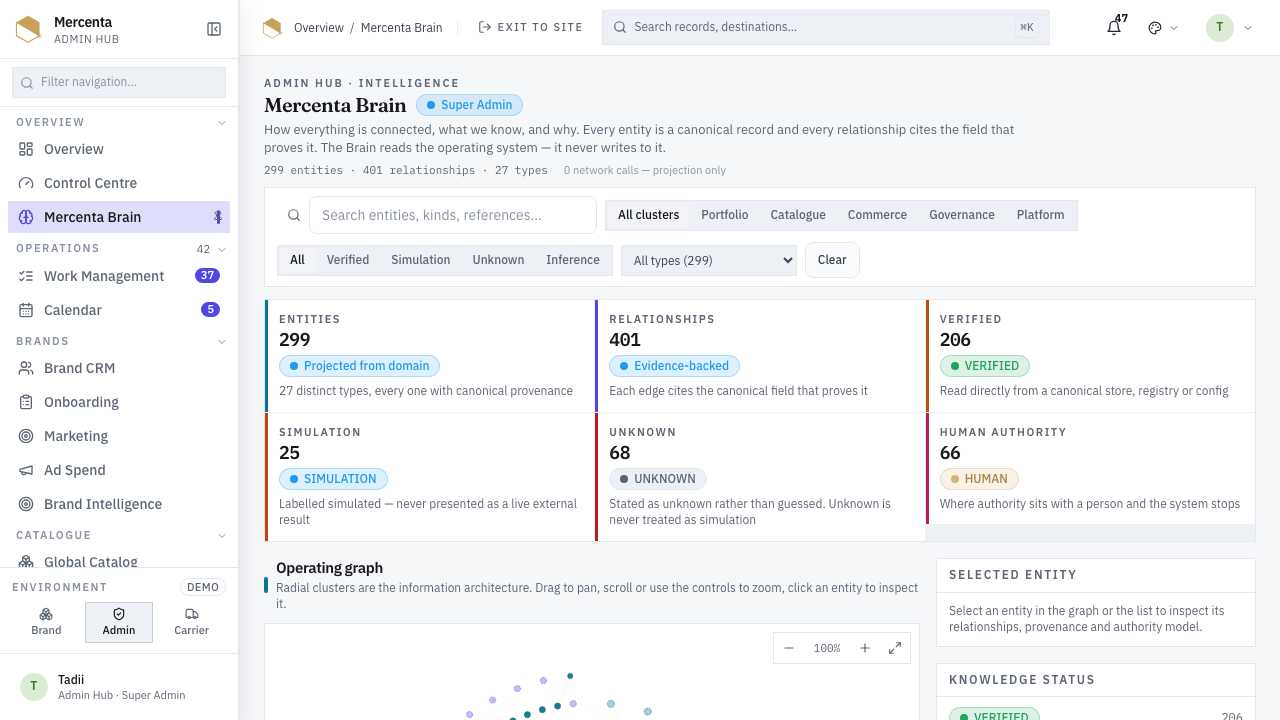 Mercenta
ADMIN HUB
Filter navigation...
OVERVIEW
Overview
Control Centre
Mercenta Brain
OPERATIONS 42
Work Management 37
Calendar 5
BRANDS
Brand CRM
Onboarding
Marketing
Ad Spend
Brand Intelligence
CATALOGUE
Global Catalog
ENVIRONMENT DEMO
Brand Admin Carrier
T
Tadii
Admin Hub · Super Admin
Overview / Mercenta Brain
EXIT TO SITE
Search records, destinations... ⌘K
47
T
ADMIN HUB · INTELLIGENCE
Mercenta Brain Super Admin
How everything is connected, what we know, and why. Every entity is a canonical record and every relationship cites the field that
proves it. The Brain reads the operating system — it never writes to it.
299 entities · 401 relationships · 27 types 0 network calls — projection only
Search entities, kinds, references...
All clusters Portfolio Catalogue Commerce Governance Platform
All Verified Simulation Unknown Inference
All types (299)
Clear
ENTITIES
299
Projected from domain
27 distinct types, every one with canonical provenance
RELATIONSHIPS
401
Evidence-backed
Each edge cites the canonical field that proves it
VERIFIED
206
VERIFIED
Read directly from a canonical store, registry or config
SIMULATION
25
SIMULATION
Labelled simulated — never presented as a live external
result
UNKNOWN
68
UNKNOWN
Stated as unknown rather than guessed. Unknown is
never treated as simulation
HUMAN AUTHORITY
66
HUMAN
Where authority sits with a person and the system stops
Operating graph
Radial clusters are the information architecture. Drag to pan, scroll or use the controls to zoom, click an entity to inspect
it.
100%
SELECTED ENTITY
Select an entity in the graph or the list to inspect its
relationships, provenance and authority model.
KNOWLEDGE STATUS
VERIFIED 206